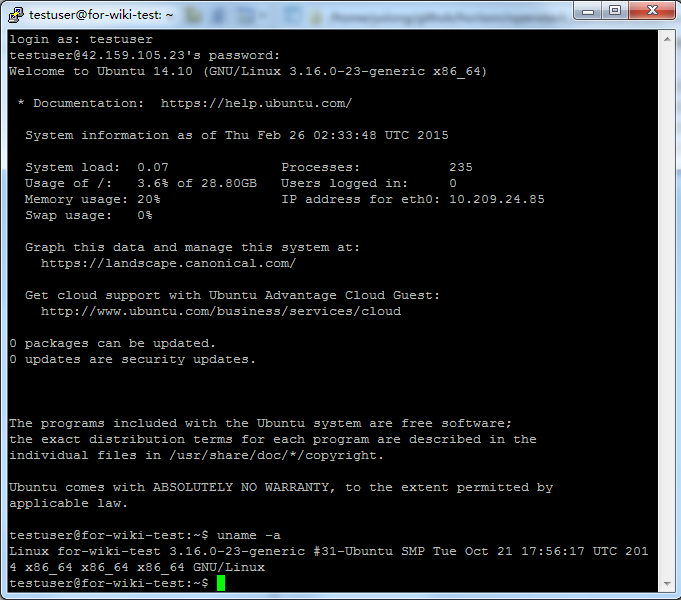 testuser@for-wiki-test: ~
login as: testuser
testuser@42.159.105.23's password:
Welcome to Ubuntu 14.10 (GNU/Linux 3.16.0-23-generic x86_64)
* Documentation:  https://help.ubuntu.com/
System information as of Thu Feb 26 02:33:48 UTC 2015
System load:  0.07              Processes:           235
Usage of /:   3.6% of 28.80GB   Users logged in:     0
Memory usage: 20%               IP address for eth0: 10.209.24.85
Swap usage:   0%
Graph this data and manage this system at:
https://landscape.canonical.com/
Get cloud support with Ubuntu Advantage Cloud Guest:
http://www.ubuntu.com/business/services/cloud
0 packages can be updated.
0 updates are security updates.
The programs included with the Ubuntu system are free software;
the exact distribution terms for each program are described in the
individual files in /usr/share/doc/*/copyright.
Ubuntu comes with ABSOLUTELY NO WARRANTY, to the extent permitted by
applicable law.
testuser@for-wiki-test:~$ uname -a
Linux for-wiki-test 3.16.0-23-generic #31-Ubuntu SMP Tue Oct 21 17:56:17 UTC 201
4 x86_64 x86_64 x86_64 GNU/Linux
testuser@for-wiki-test:~$